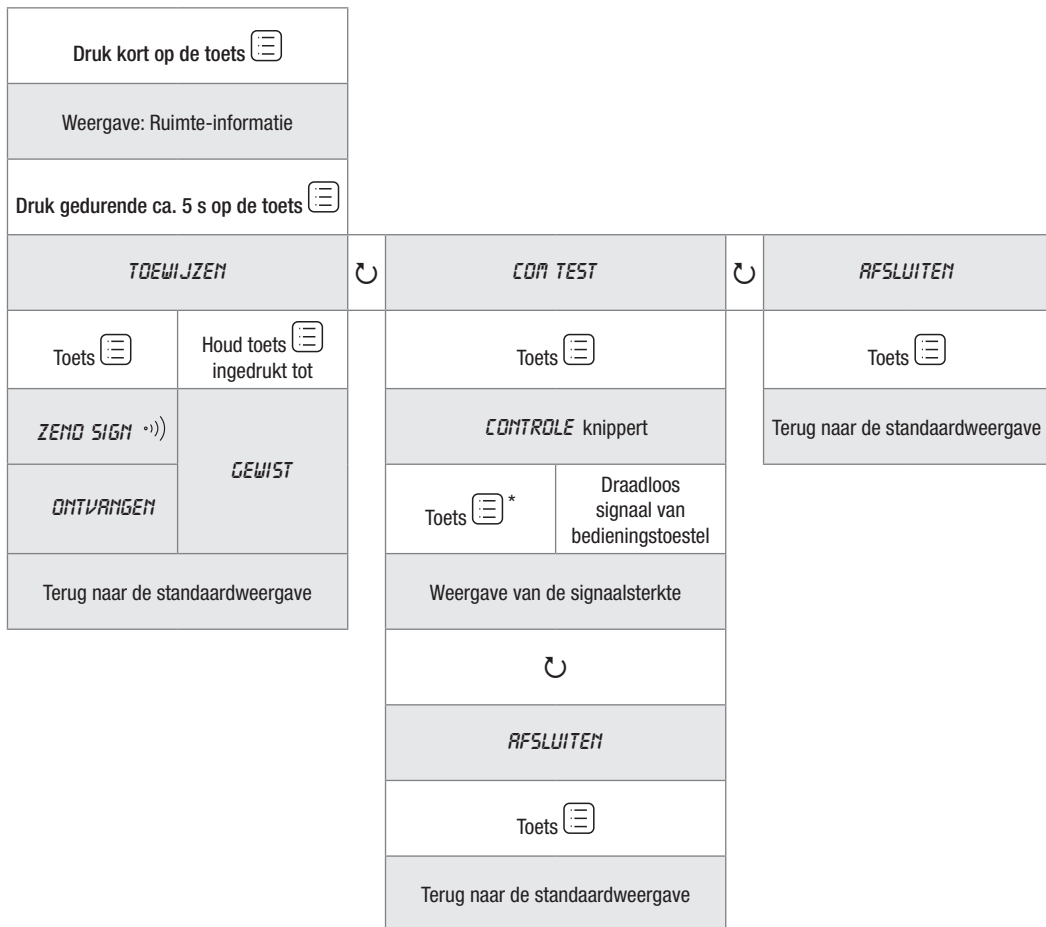 Druk kort op de toets
Weergave: Ruimte-informatie
Druk gedurende ca. 5 s op de toets
TOEWIJZEN
COM TEST
AFSLUITEN
Toets
Houd toets
ingedrukt tot
Toets
Toets
ZEND SIGN
GEWIST
CONTROLE knippert
Terug naar de standaardweergave
ONTVANGEN
Toets *
Draadloos
signaal van
bedieningstoestel
Terug naar de standaardweergave
Weergave van de signaalsterkte
AFSLUITEN
Toets
Terug naar de standaardweergave